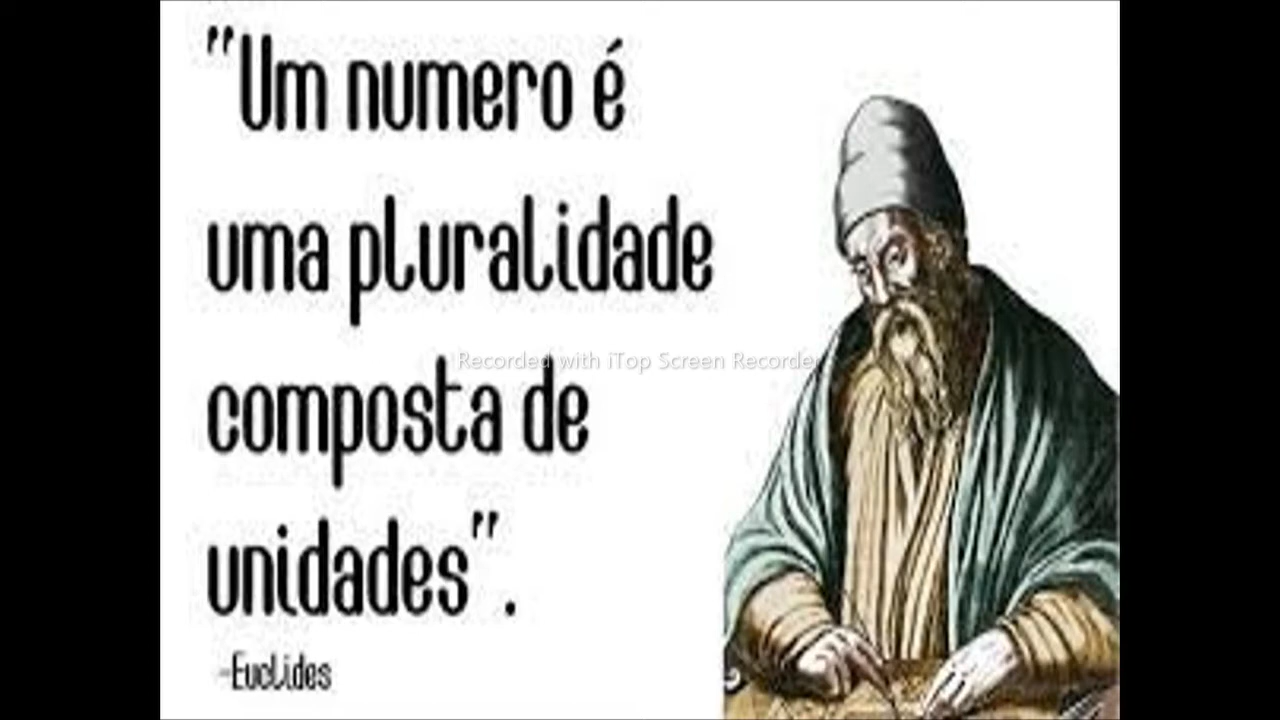 "Um numero é
uma pluralidade
Recorded with iTop Screen Recorder
composta de
unidades".
-Euclides